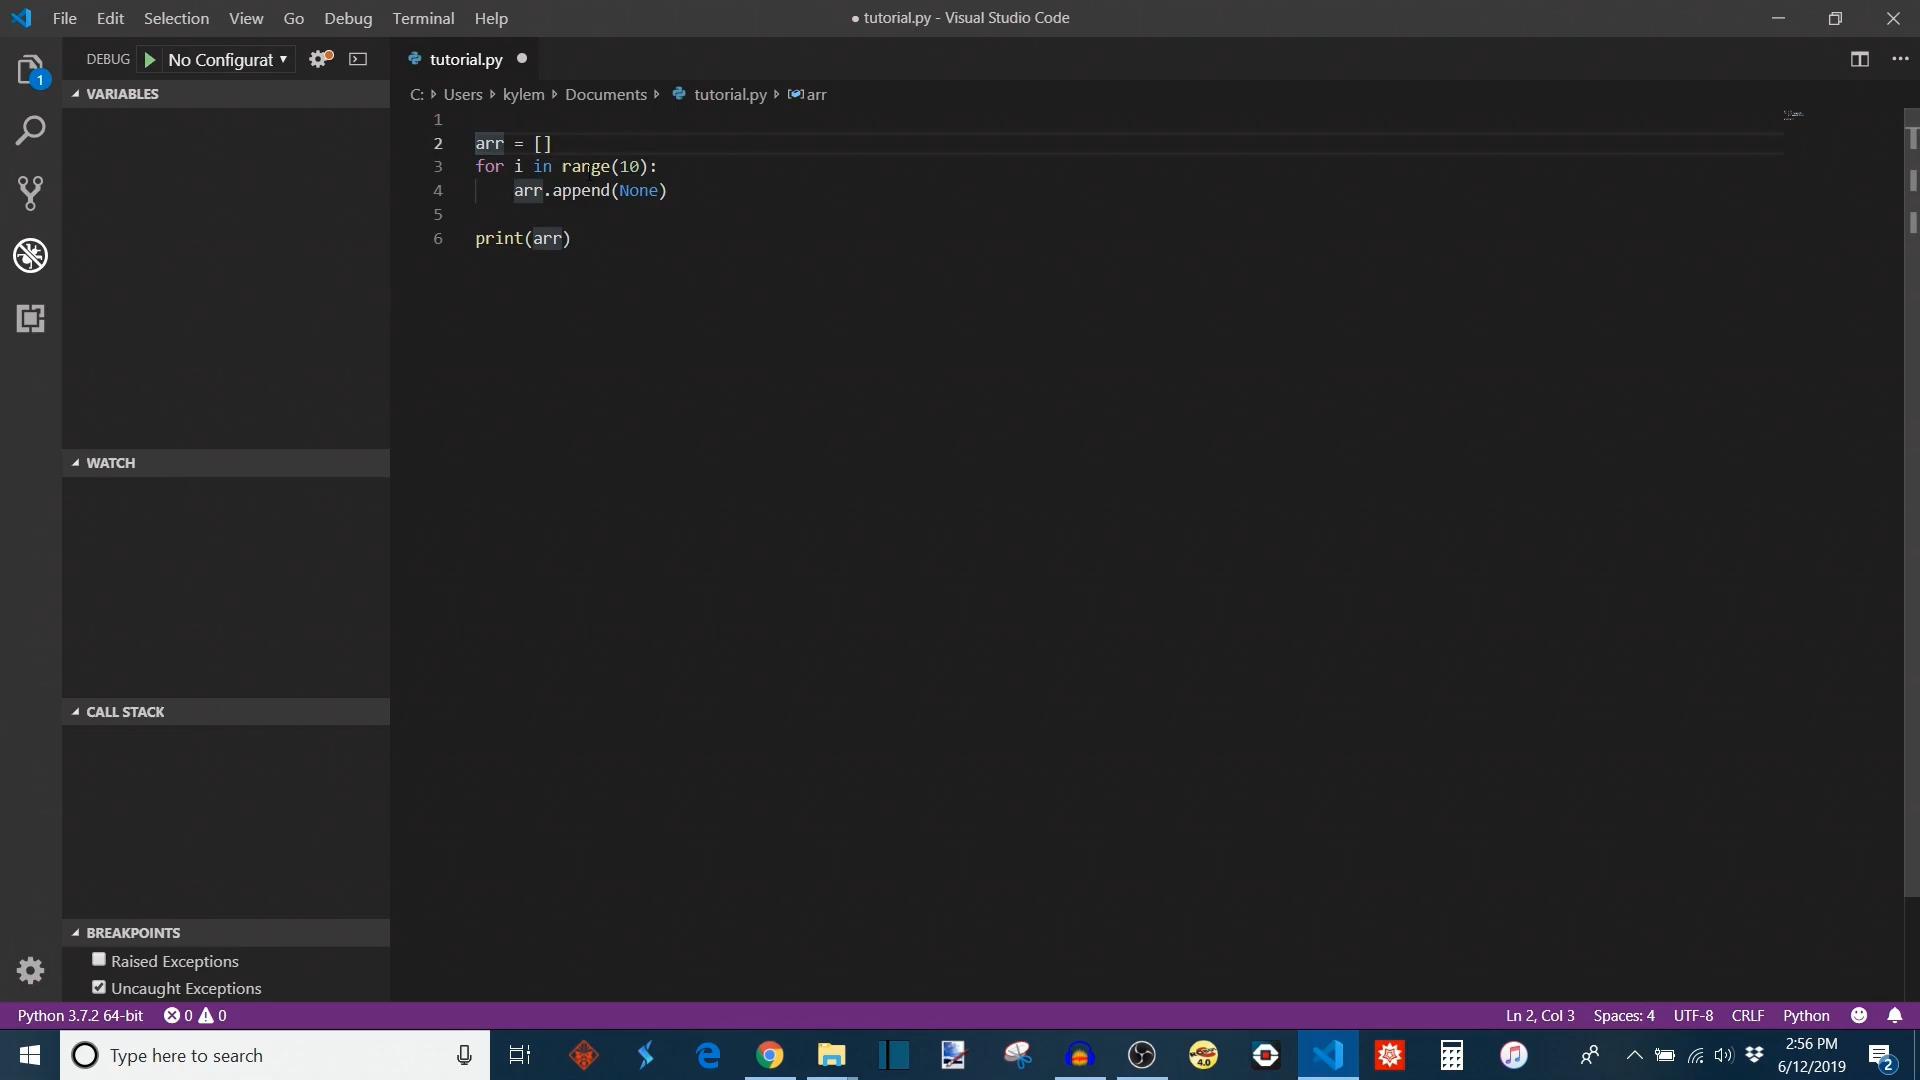 File Edit Selection View Go Debug Terminal Help
● tutorial.py - Visual Studio Code
DEBUG No Configurat
tutorial.py
VARIABLES
C: Users kylem Documents tutorial.py arr
1
1
2 arr = []
3 for i in range(10):
4 arr.append(None)
5
6 print(arr)
WATCH
CALL STACK
BREAKPOINTS
Raised Exceptions
Uncaught Exceptions
Python 3.7.2 64-bit 0 0
Ln 2, Col 3 Spaces: 4 UTF-8 CRLF Python
Type here to search
4.0
2:56 PM
6/12/2019
2